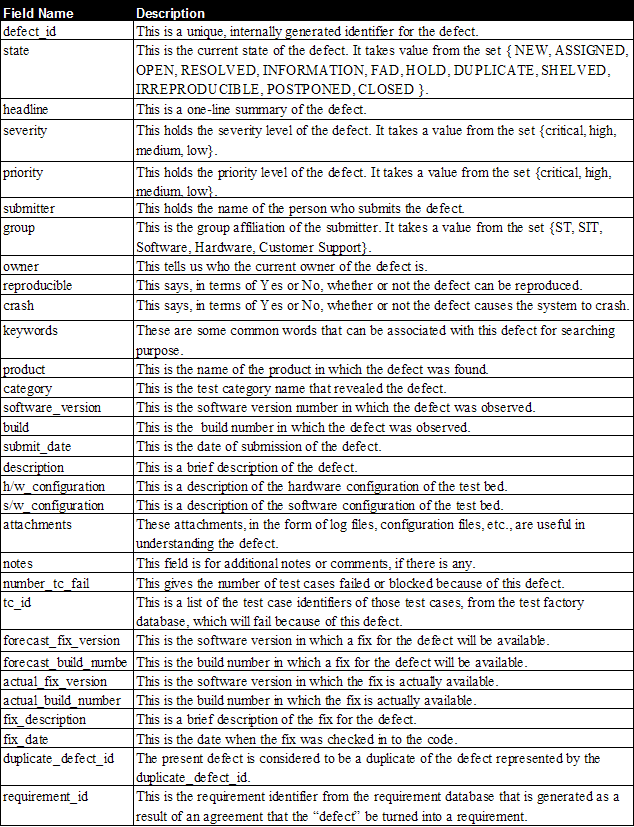 Field Name Description
defect_id This is a unique, internally generated identifier for the defect.
state This is the current state of the defect. It takes value from the set { NEW, ASSIGNED,
OPEN, RESOLVED, INFORMATION, FAD, HOLD, DUPLICATE, SHELVED,
IRREPRODUCIBLE, POSTPONED, CLOSED }.
headline This is a one-line summary of the defect.
severity This holds the severity level of the defect. It takes a value from the set {critical, high,
medium, low}.
priority This holds the priority level of the defect. It takes a value from the set {critical, high,
medium, low}.
submitter This holds the name of the person who submits the defect.
group This is the group affiliation of the submitter. It takes a value from the set {ST, SIT,
Software, Hardware, Customer Support}.
owner This tells us who the current owner of the defect is.
reproducible This says, in terms of Yes or No, whether or not the defect can be reproduced.
crash This says, in terms of Yes or No, whether or not the defect causes the system to crash.
keywords These are some common words that can be associated with this defect for searching
purpose.
product This is the name of the product in which the defect was found.
category This is the test category name that revealed the defect.
software_version This is the software version number in which the defect was observed.
build This is the build number in which the defect was observed.
submit_date This is the date of submission of the defect.
description This is a brief description of the defect.
h/w_configuration This is a description of the hardware configuration of the test bed.
s/w_configuration This is a description of the software configuration of the test bed.
attachments These attachments, in the form of log files, configuration files, etc., are useful in
understanding the defect.
notes This field is for additional notes or comments, if there is any.
number_tc_fail This gives the number of test cases failed or blocked because of this defect.
tc_id This is a list of the test case identifiers of those test cases, from the test factory
database, which will fail because of this defect.
forecast_fix_version This is the software version in which a fix for the defect will be available.
forecast_build_numbe This is the build number in which a fix for the defect will be available.
actual_fix_version This is the software version in which the fix is actually available.
actual_build_number This is the build number in which the fix is actually available.
fix_description This is a brief description of the fix for the defect.
fix_date This is the date when the fix was checked in to the code.
duplicate_defect_id The present defect is considered to be a duplicate of the defect represented by the
duplicate_defect_id.
requirement_id This is the requirement identifier from the requirement database that is generated as a
result of an agreement that the “defect” be turned into a requirement.